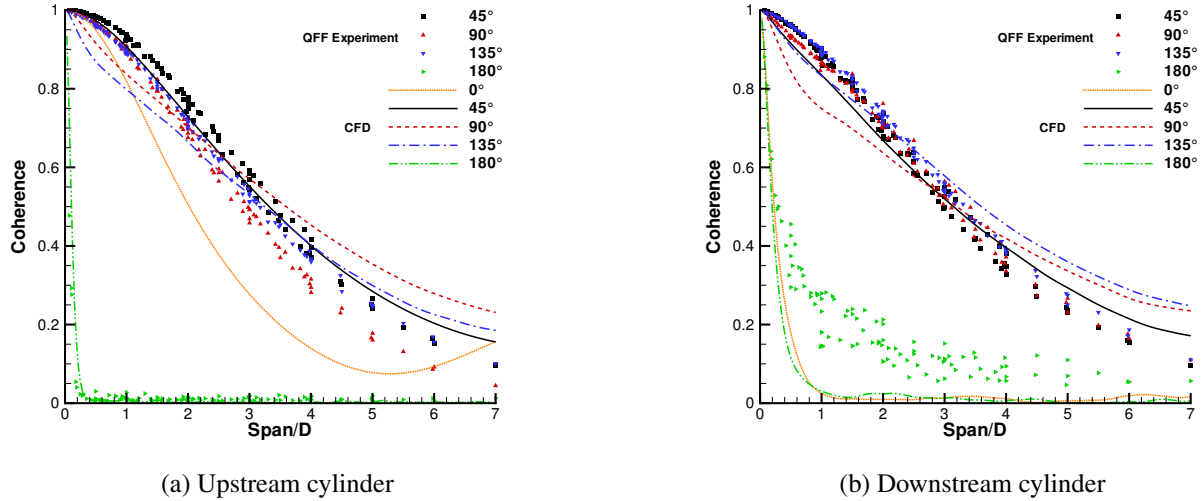 Coherence
1
0.8
0.6
0.4
0.2
0
0 1 2 3 4 5 6 7
Span/D
QFF Experiment
45°
90°
135°
180°
CFD
0°
45°
90°
135°
180°
(a) Upstream cylinder
Coherence
1
0.8
0.6
0.4
0.2
0
0 1 2 3 4 5 6 7
Span/D
QFF Experiment
45°
90°
135°
180°
CFD
0°
45°
90°
135°
180°
(b) Downstream cylinder